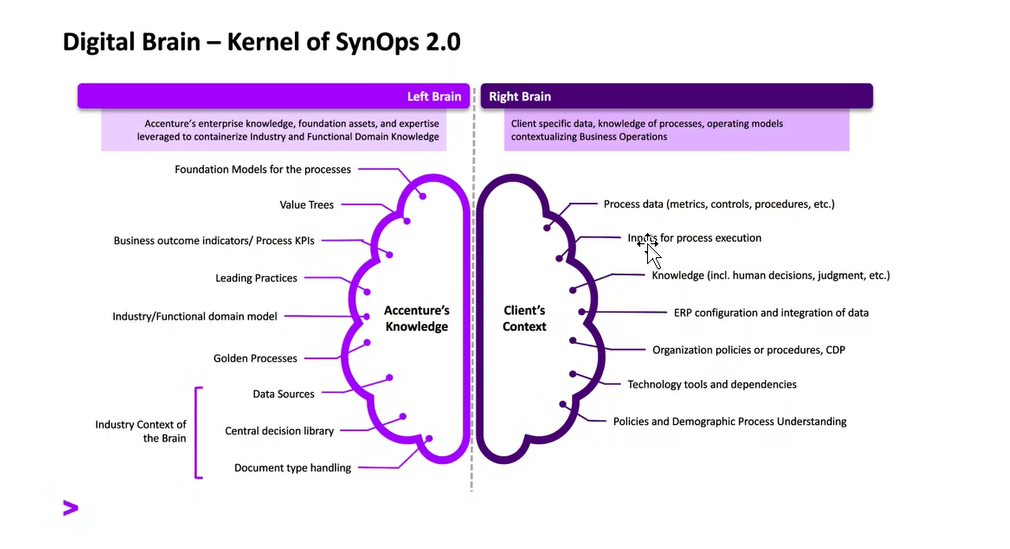 Digital Brain – Kernel of SynOps 2.0
Left Brain
Accenture's enterprise knowledge, foundation assets, and expertise
leveraged to containerize Industry and Functional Domain Knowledge
Foundation Models for the processes
Value Trees
Business outcome indicators/ Process KPIs
Leading Practices
Industry/Functional domain model
Golden Processes
Data Sources
Central decision library
Document type handling
Industry Context of
the Brain
Accenture's
Knowledge
Right Brain
Client specific data, knowledge of processes, operating models
contextualizing Business Operations
Client's
Context
Process data (metrics, controls, procedures, etc.)
Inputs for process execution
Knowledge (incl. human decisions, judgment, etc.)
ERP configuration and integration of data
Organization policies or procedures, CDP
Technology tools and dependencies
Policies and Demographic Process Understanding
>